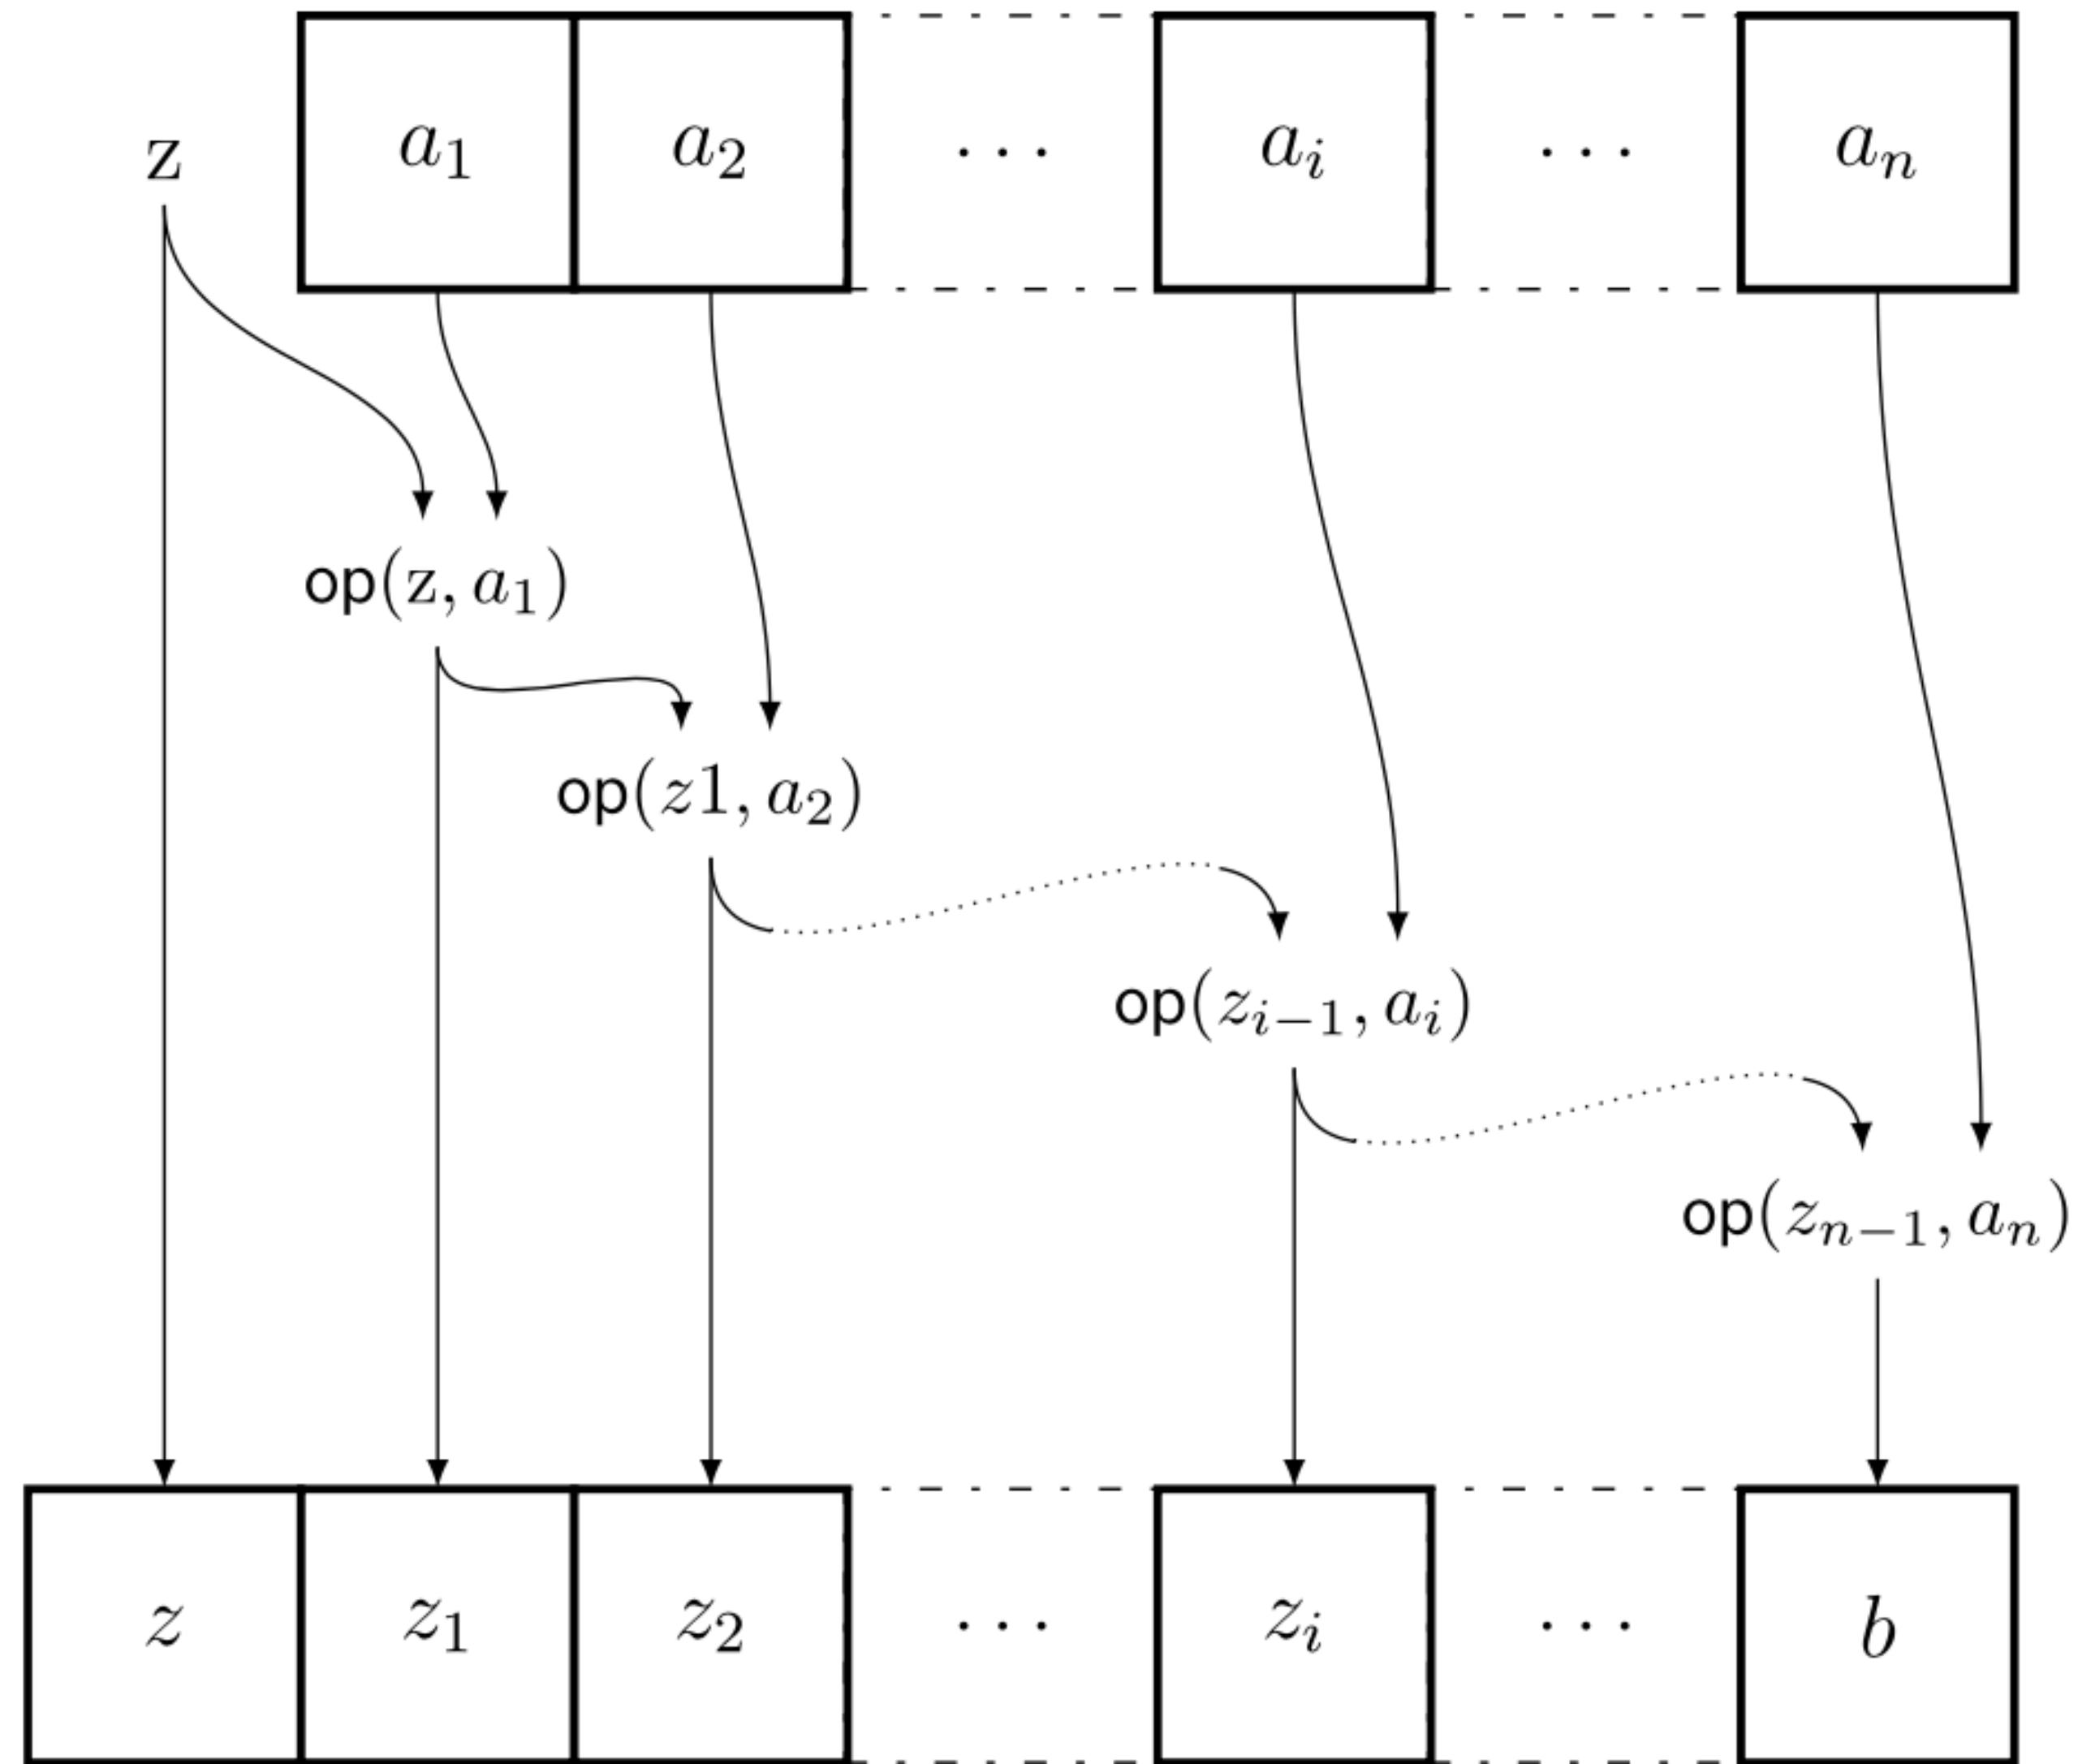 z a₁ a₂ ··· aᵢ ··· aₙ
op(z, a₁)
op(z1, a₂)
op(zᵢ₋₁, aᵢ)
op(zₙ₋₁, aₙ)
z z₁ z₂ ··· zᵢ ··· b